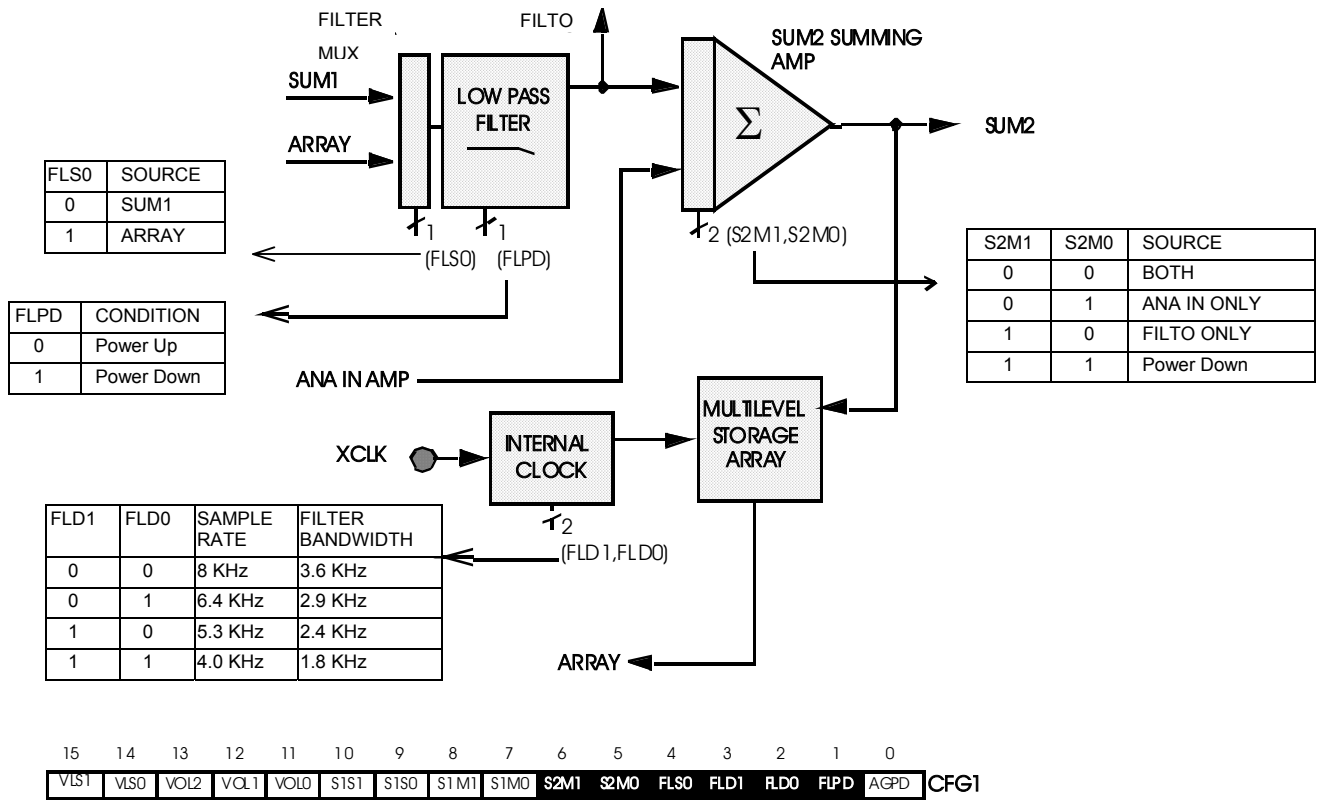 FILTER
MUX
FILTO
SUM2 SUMMING
AMP
SUM1
ARRAY
LOW PASS
FILTER
Σ
SUM2
FLS0 SOURCE
0 SUM1
1 ARRAY
1
(FLS0)
1
(FLPD)
2 (S2M1,S2M0)
S2M1 S2M0 SOURCE
0 0 BOTH
0 1 ANA IN ONLY
1 0 FILTO ONLY
1 1 Power Down
FLPD CONDITION
0 Power Up
1 Power Down
ANA IN AMP
XCLK
INTERNAL
CLOCK
MULTILEVEL
STORAGE
ARRAY
2
(FLD1,FLD0)
FLD1 FLD0 SAMPLE RATE FILTER BANDWIDTH
0 0 8 KHz 3.6 KHz
0 1 6.4 KHz 2.9 KHz
1 0 5.3 KHz 2.4 KHz
1 1 4.0 KHz 1.8 KHz
ARRAY
15 14 13 12 11 10 9 8 7 6 5 4 3 2 1 0
VLS1 VLS0 VOL2 VOL1 VOL0 S1S1 S1S0 S1M1 S1M0 S2M1 S2M0 FLS0 FLD1 FLD0 FLPD AGPD CFG1